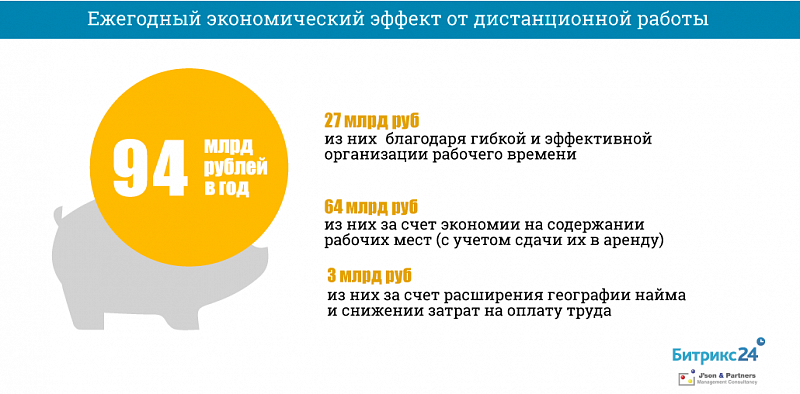 Ежегодный экономический эффект от дистанционной работы
94
млрд
рублей
в год
27 млрд руб
из них благодаря гибкой и эффективной
организации рабочего времени
64 млрд руб
из них за счет экономии на содержании
рабочих мест (с учетом сдачи их в аренду)
3 млрд руб
из них за счет расширения географии найма
и снижении затрат на оплату труда
Битрикс24
J'son & Partners
Management Consultancy